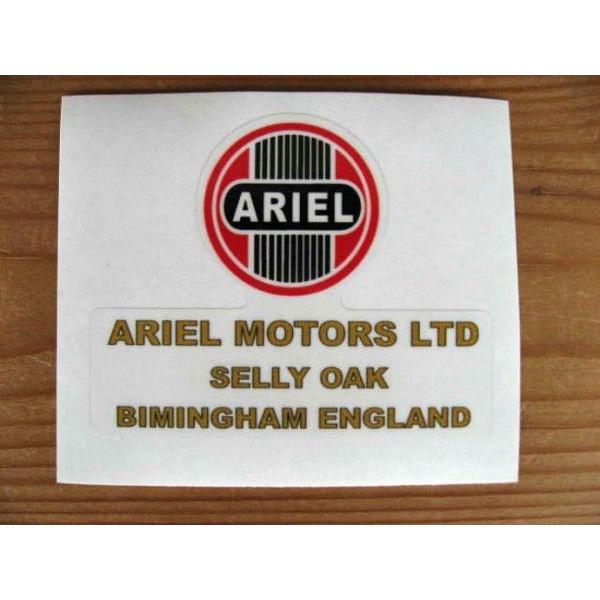 ARIEL
ARIEL MOTORS LTD
SELLY OAK
BIMINGHAM ENGLAND